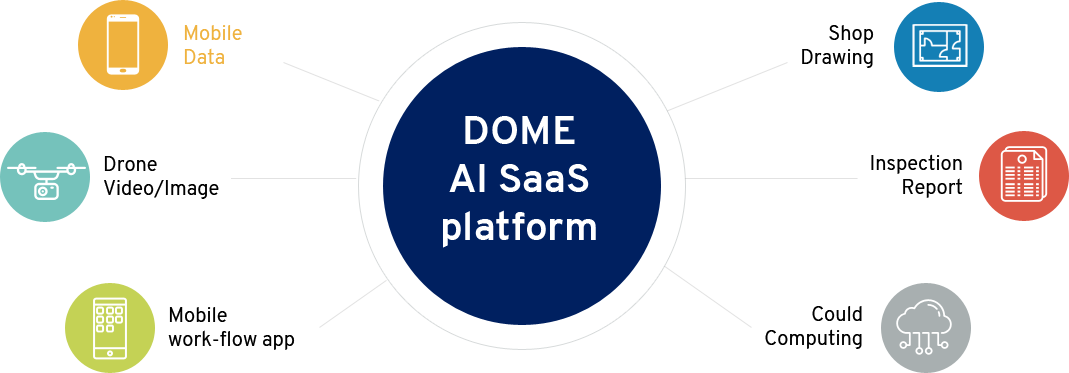 Mobile
Data
Drone
Video/Image
Mobile
work-flow app
DOME
AI SaaS
platform
Shop
Drawing
Inspection
Report
Could
Computing